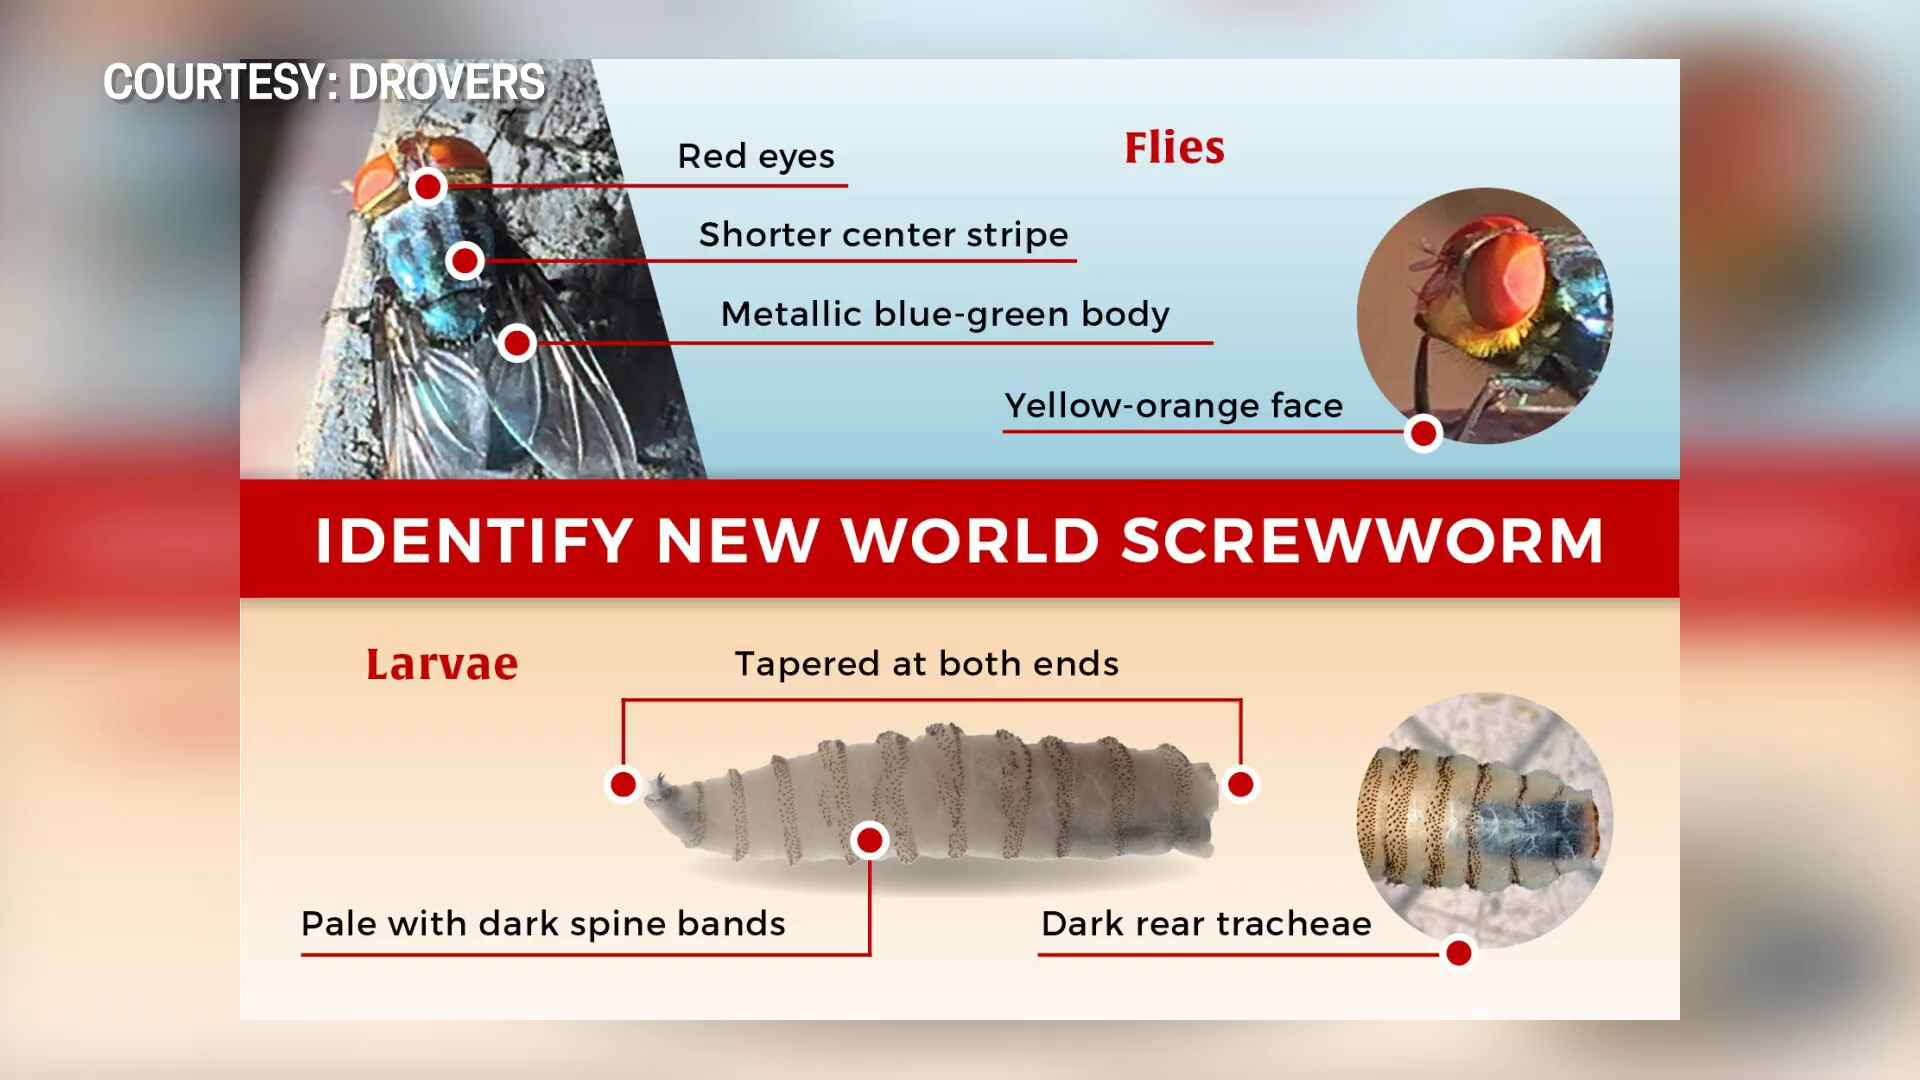 COURTESY: DROVERS
Flies
Red eyes
Shorter center stripe
Metallic blue-green body
Yellow-orange face
IDENTIFY NEW WORLD SCREWWORM
Larvae
Tapered at both ends
Pale with dark spine bands
Dark rear tracheae